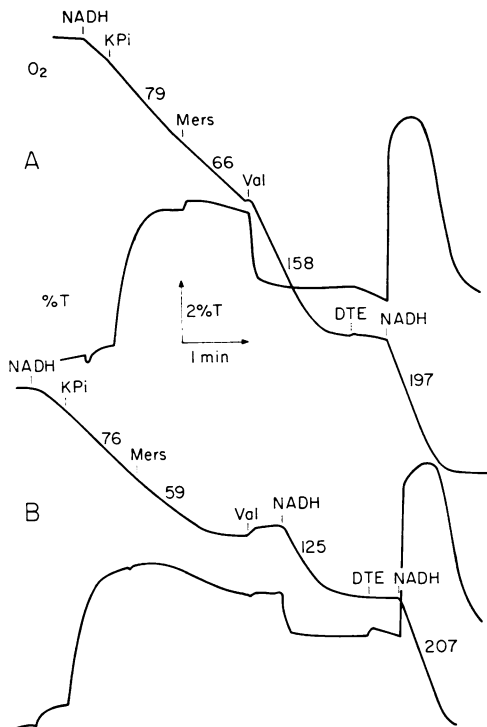 NADH
KPi
O₂
79
Mers
A
66
Val
158
%T
2%T
1 min
DTE
NADH
NADH
KPi
197
76
Mers
59
Val
NADH
B
125
DTE
NADH
207